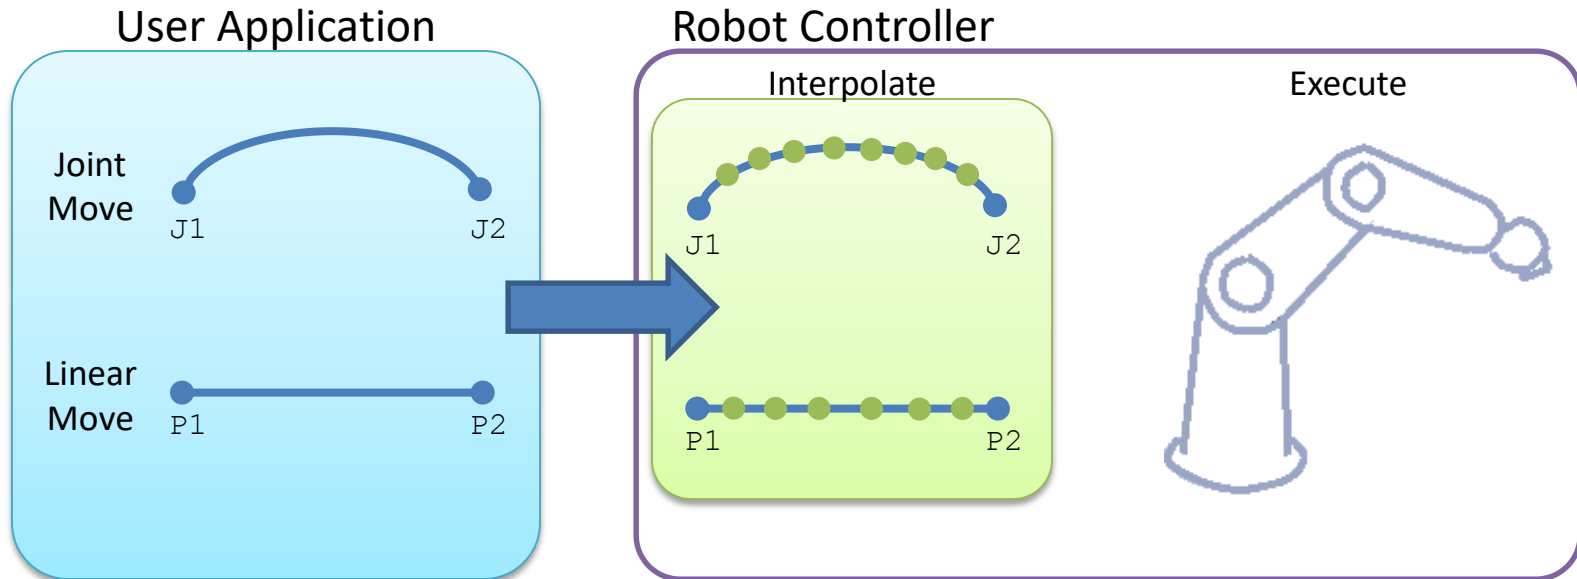 User Application
Robot Controller
Interpolate
Execute
Joint
Move
J1
J2
J1
J2
Linear
Move
P1
P2
P1
P2